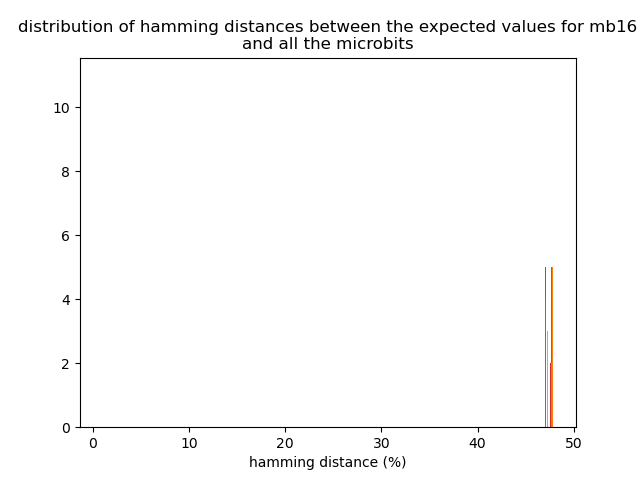 distribution of hamming distances between the expected values for mb16
and all the microbits
10
8
6
4
2
0
0 10 20 30 40 50
hamming distance (%)